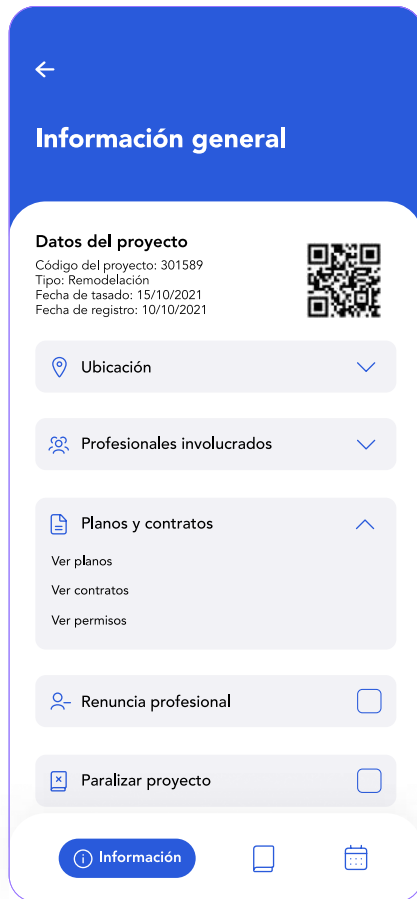 Información general
Datos del proyecto
Código del proyecto: 301589
Tipo: Remodelación
Fecha de tasado: 15/10/2021
Fecha de registro: 10/10/2021
Ubicación
Profesionales involucrados
Planos y contratos
Ver planos
Ver contratos
Ver permisos
Renuncia profesional
Paralizar proyecto
Información